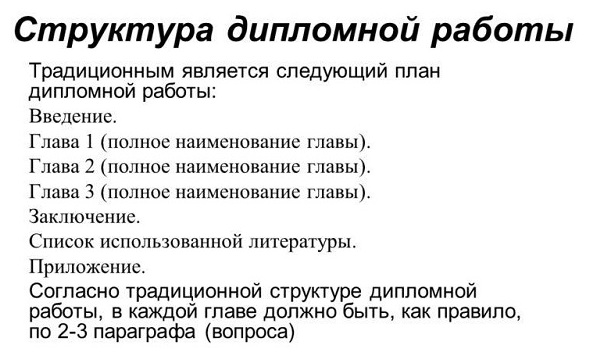 Структура дипломной работы
Традиционным является следующий план
дипломной работы:
Введение.
Глава 1 (полное наименование главы).
Глава 2 (полное наименование главы).
Глава 3 (полное наименование главы).
Заключение.
Список использованной литературы.
Приложение.
Согласно традиционной структуре дипломной
работы, в каждой главе должно быть, как правило,
по 2-3 параграфа (вопроса)